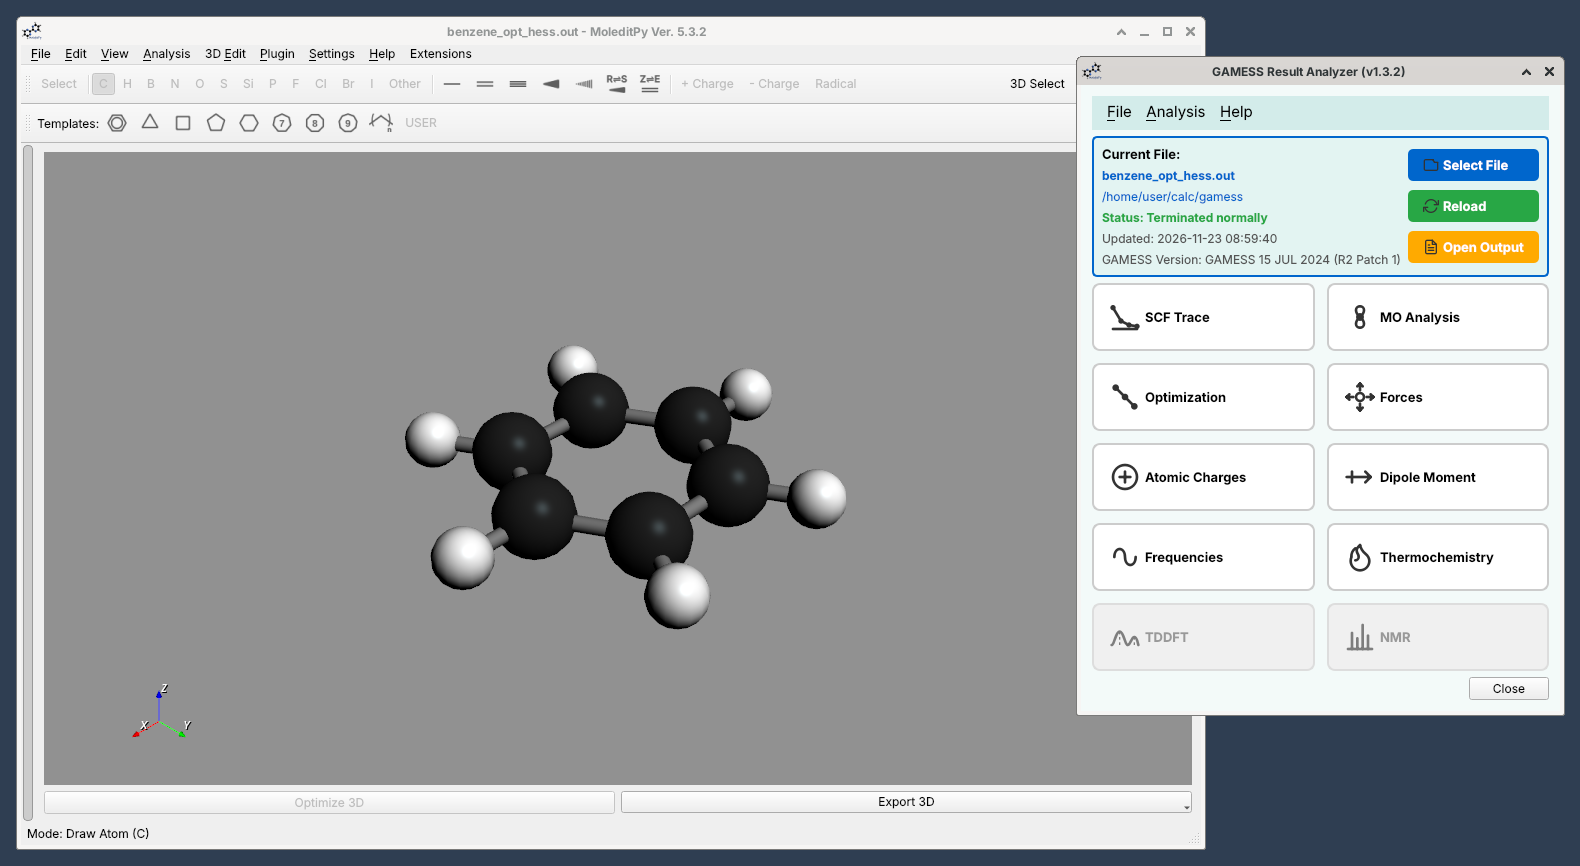 benzene_opt_hess.out - MoleditPy Ver. 5.3.2
File Edit View Analysis 3D Edit Plugin Settings Help Extensions
Select C H B N O S Si P F Cl Br I Other R⇌S Z⇌E + Charge - Charge Radical 3D Select
Templates: 7 8 9 n USER
Z
X Y
Optimize 3D Export 3D
Mode: Draw Atom (C)
GAMESS Result Analyzer (v1.3.2)
File Analysis Help
Current File:
benzene_opt_hess.out
/home/user/calc/gamess
Status: Terminated normally
Updated: 2026-11-23 08:59:40
GAMESS Version: GAMESS 15 JUL 2024 (R2 Patch 1)
Select File
Reload
Open Output
SCF Trace MO Analysis
Optimization Forces
Atomic Charges Dipole Moment
Frequencies Thermochemistry
TDDFT NMR
Close